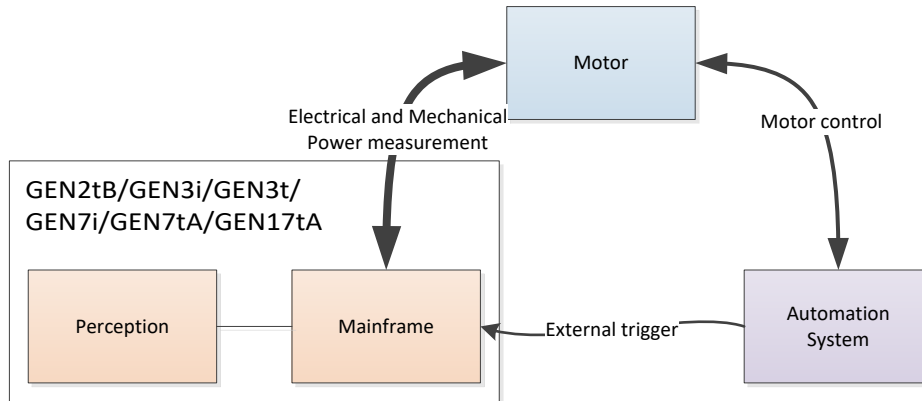 Motor
Electrical and Mechanical
Power measurement
Motor control
GEN2tB/GEN3i/GEN3t/
GEN7i/GEN7tA/GEN17tA
Perception
Mainframe
External trigger
Automation
System